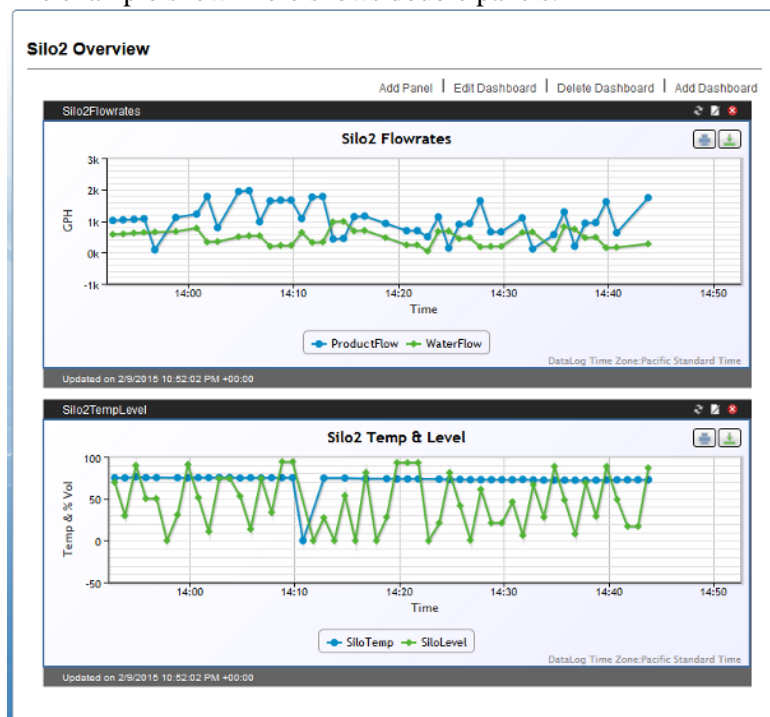 Silo2 Overview
Add Panel | Edit Dashboard | Delete Dashboard | Add Dashboard
Silo2Flowrates
Silo2 Flowrates
3k
2k
1k
0k
-1k
GPH
14:00 14:10 14:20 14:30 14:40 14:50
Time
ProductFlow WaterFlow
DataLog Time Zone:Pacific Standard Time
Updated on 2/9/2015 10:52:02 PM +00:00
Silo2TempLevel
Silo2 Temp & Level
100
50
0
-50
Temp & % Vol
14:00 14:10 14:20 14:30 14:40 14:50
Time
SiloTemp SiloLevel
DataLog Time Zone:Pacific Standard Time
Updated on 2/9/2015 10:52:02 PM +00:00